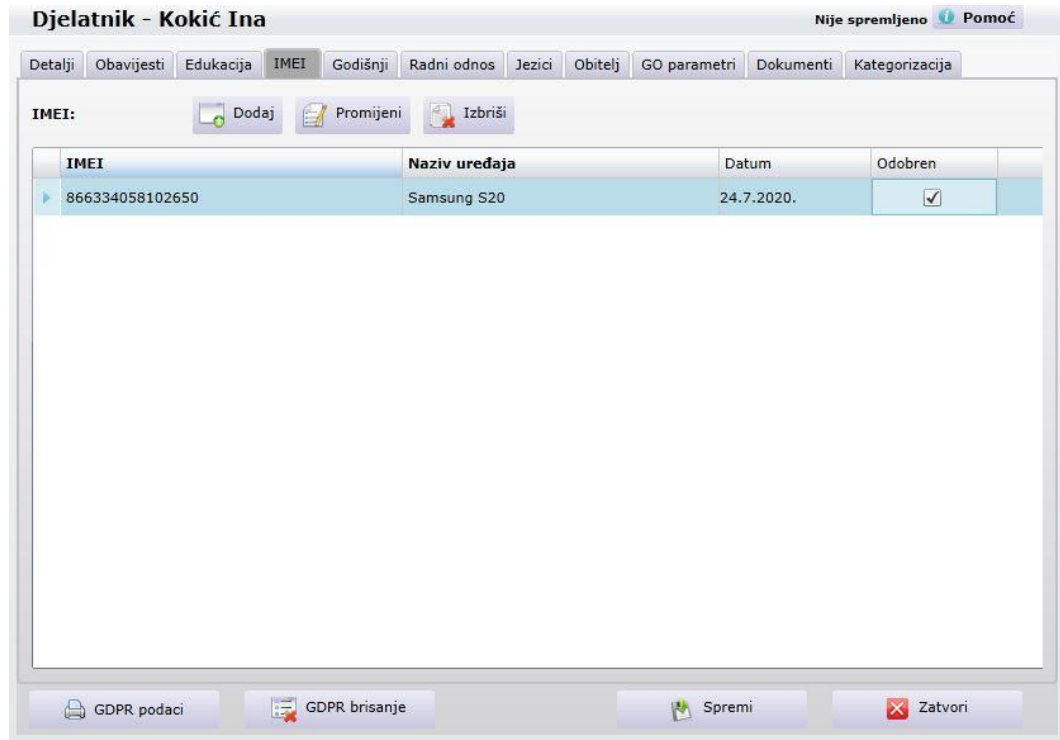 Djelatnik - Kokić Ina Nije spremljeno Pomoć
Detalji Obavijesti Edukacija IMEI Godišnji Radni odnos Jezici Obitelj GO parametri Dokumenti Kategorizacija
IMEI: Dodaj Promijeni Izbriši
IMEI Naziv uređaja Datum Odobren
866334058102650 Samsung S20 24.7.2020.
GDPR podaci GDPR brisanje Spremi Zatvori